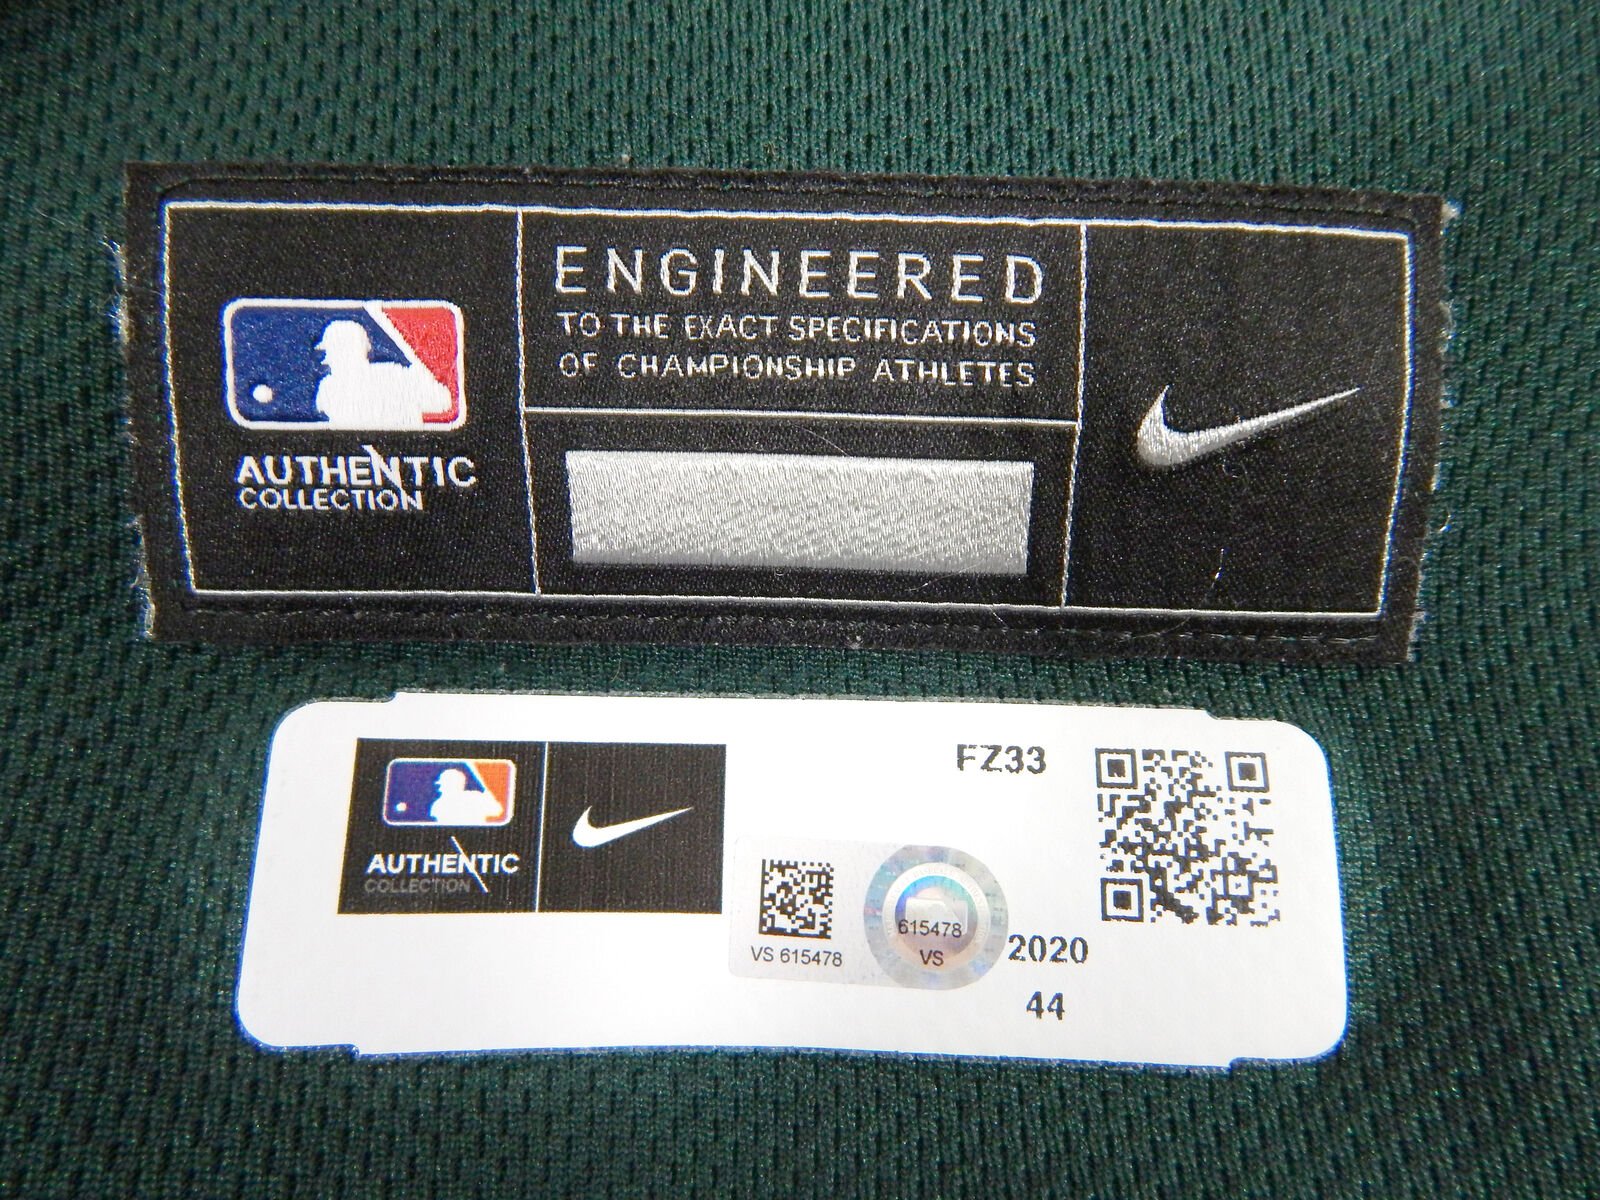 ENGINEERED
TO THE EXACT SPECIFICATIONS
OF CHAMPIONSHIP ATHLETES
AUTHENTIC
COLLECTION
FZ33
AUTHENTIC
COLLECTION
VS 615478
615478
VS
2020
44